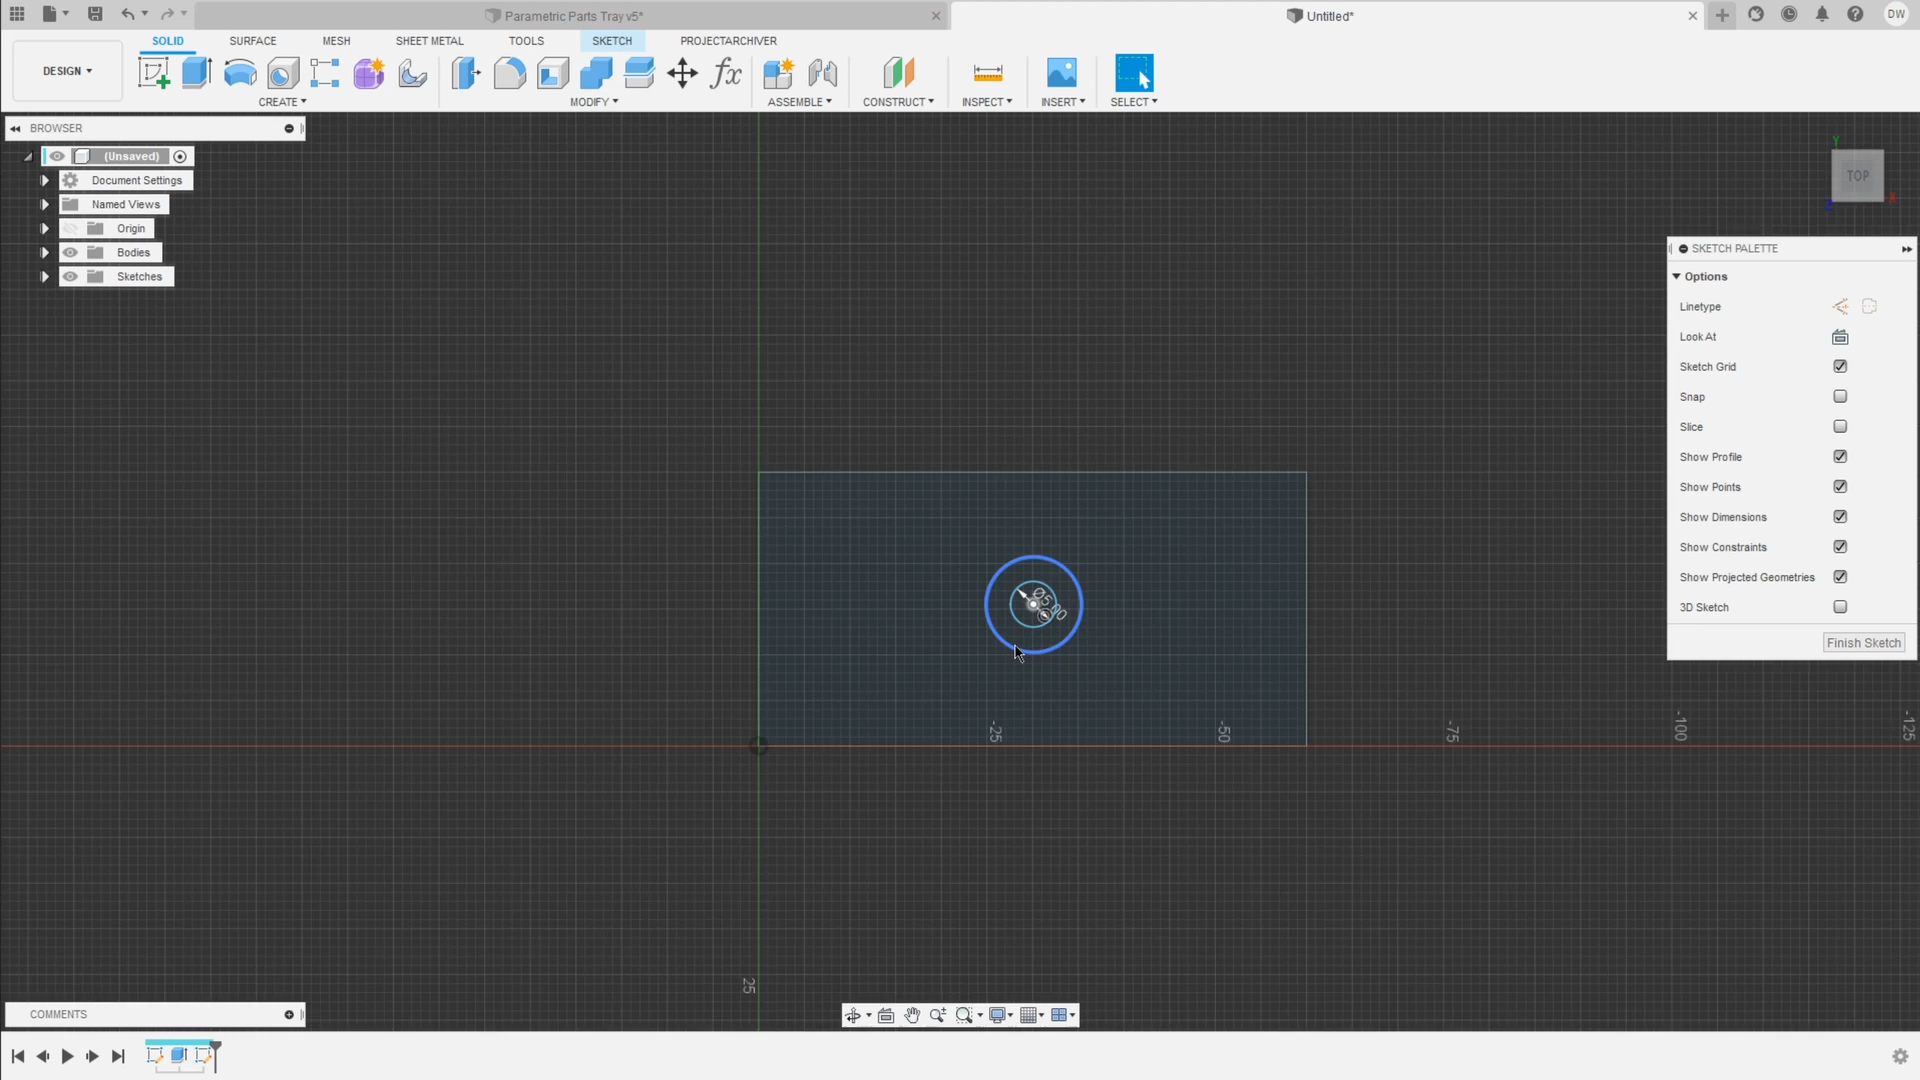 Parametric Parts Tray v5*
Untitled*
DW
DESIGN
SOLID
SURFACE
MESH
SHEET METAL
TOOLS
SKETCH
PROJECTARCHIVER
CREATE
MODIFY
ASSEMBLE
CONSTRUCT
INSPECT
INSERT
SELECT
BROWSER
(Unsaved)
Document Settings
Named Views
Origin
Bodies
Sketches
Y
TOP
X
Z
SKETCH PALETTE
Options
Linetype
Look At
Sketch Grid
Snap
Slice
Show Profile
Show Points
Show Dimensions
Show Constraints
Show Projected Geometries
3D Sketch
Finish Sketch
Ø5.00
-25
-50
-75
-100
-125
25
COMMENTS